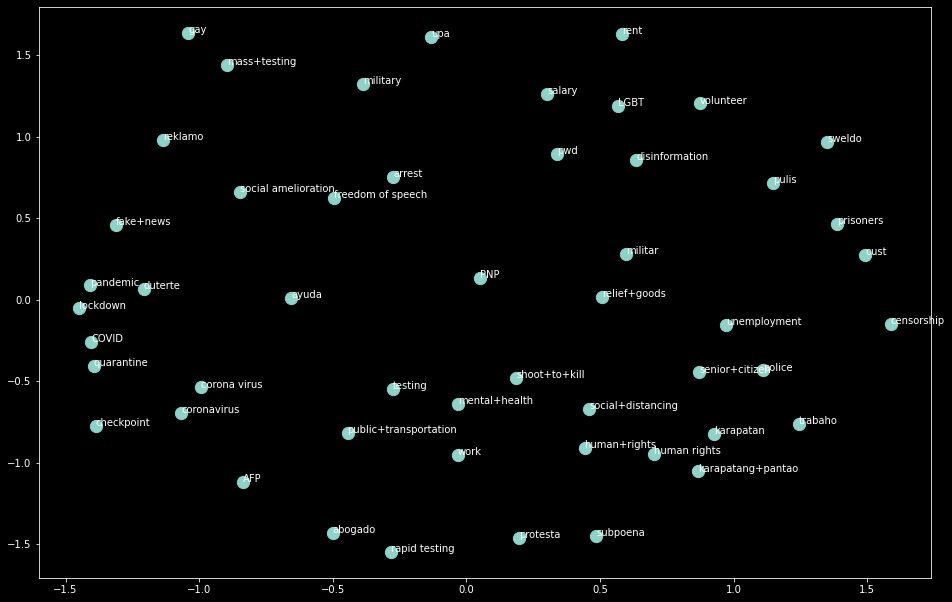 gay
upa
rent
mass+testing
military
salary
LGBT
volunteer
reklamo
sweldo
pwd
disinformation
arrest
pulis
social amelioration
freedom of speech
fake+news
prisoners
militar
cust
PNP
pandemic
duterte
ayuda
relief+goods
lockdown
unemployment
censorship
COVID
quarantine
senior+citizen
police
shoot+to+kill
corona virus
testing
mental+health
social+distancing
coronavirus
checkpoint
public+transportation
karapatan
trabaho
human+rights
work
human rights
karapatang+pantao
AFP
abogado
protesta
subpoena
rapid testing
1.5
1.0
0.5
0.0
−0.5
−1.0
−1.5
−1.5
−1.0
−0.5
0.0
0.5
1.0
1.5